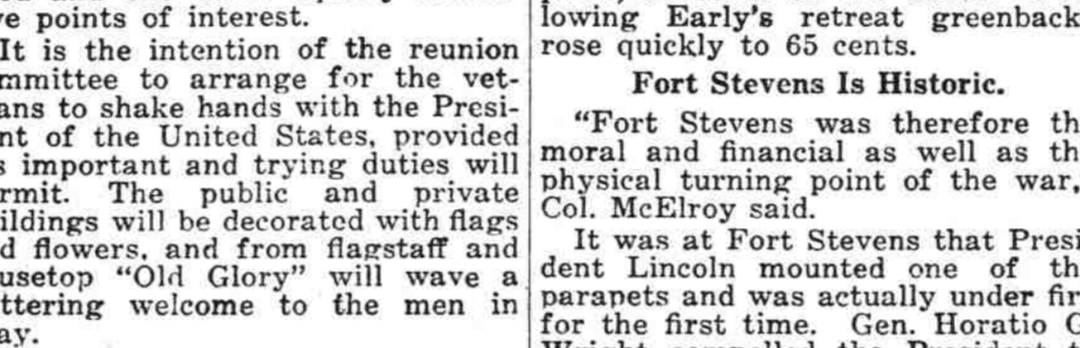 ve points of interest.
It is the intention of the reunion
mmittee to arrange for the vet-
ans to shake hands with the Presi-
nt of the United States, provided
s important and trying duties will
rmit. The public and private
ildings will be decorated with flags
d flowers, and from flagstaff and
usetop "Old Glory" will wave a
ttering welcome to the men in
ay.
lowing Early's retreat greenback
rose quickly to 65 cents.
Fort Stevens Is Historic.
"Fort Stevens was therefore th
moral and financial as well as th
physical turning point of the war,
Col. McElroy said.
It was at Fort Stevens that Presi
dent Lincoln mounted one of th
parapets and was actually under fir
for the first time. Gen. Horatio G
Wright compelled the President t